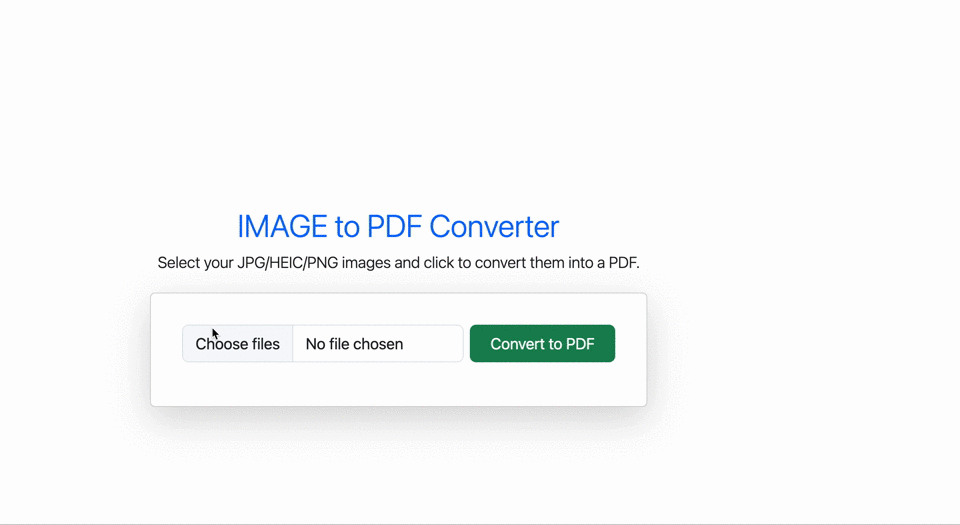 IMAGE to PDF Converter
Select your JPG/HEIC/PNG images and click to convert them into a PDF.
Choose files No file chosen Convert to PDF